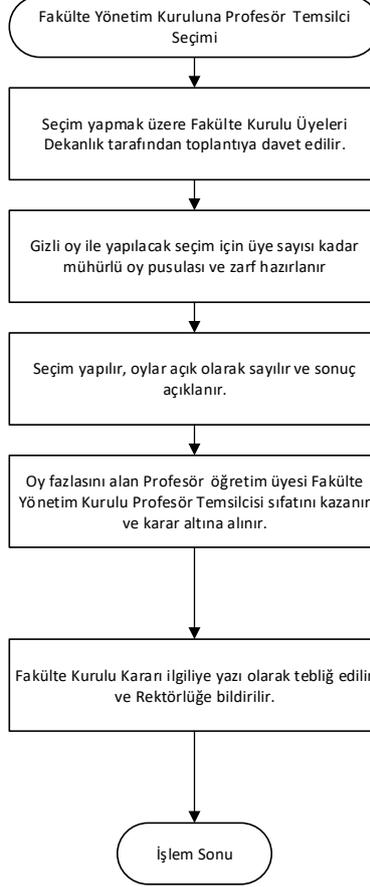 Fakülte Yönetim Kuruluna Profesör Temsilci
Seçimi
Seçim yapmak üzere Fakülte Kurulu Üyeleri
Dekanlık tarafından toplantıya davet edilir.
Gizli oy ile yapılacak seçim için üye sayısı kadar
mühürlü oy pusulası ve zarf hazırlanır
Seçim yapılır, oylar açık olarak sayılır ve sonuç
açıklanır.
Oy fazlasını alan Profesör öğretim üyesi Fakülte
Yönetim Kurulu Profesör Temsilcisi sıfatını kazanır
ve karar altına alınır.
Fakülte Kurulu Kararı ilgiliye yazı olarak tebliğ edilir
ve Rektörlüğe bildirilir.
İşlem Sonu